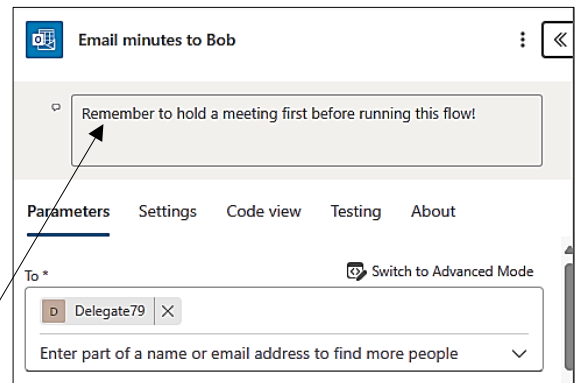 Email minutes to Bob
Remember to hold a meeting first before running this flow!
Parameters Settings Code view Testing About
To * Switch to Advanced Mode
D Delegate79
Enter part of a name or email address to find more people